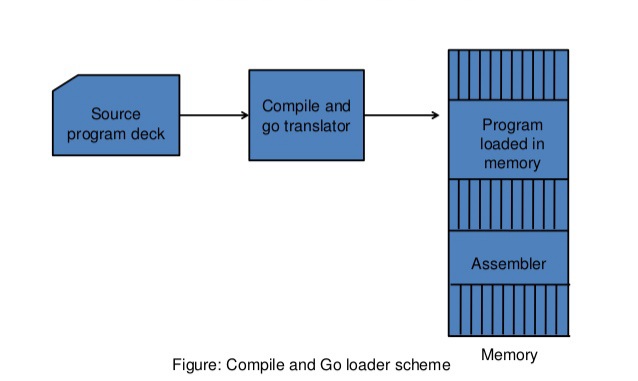 Source
program deck
Compile and
go translator
Program
loaded in
memory
Assembler
Memory
Figure: Compile and Go loader scheme